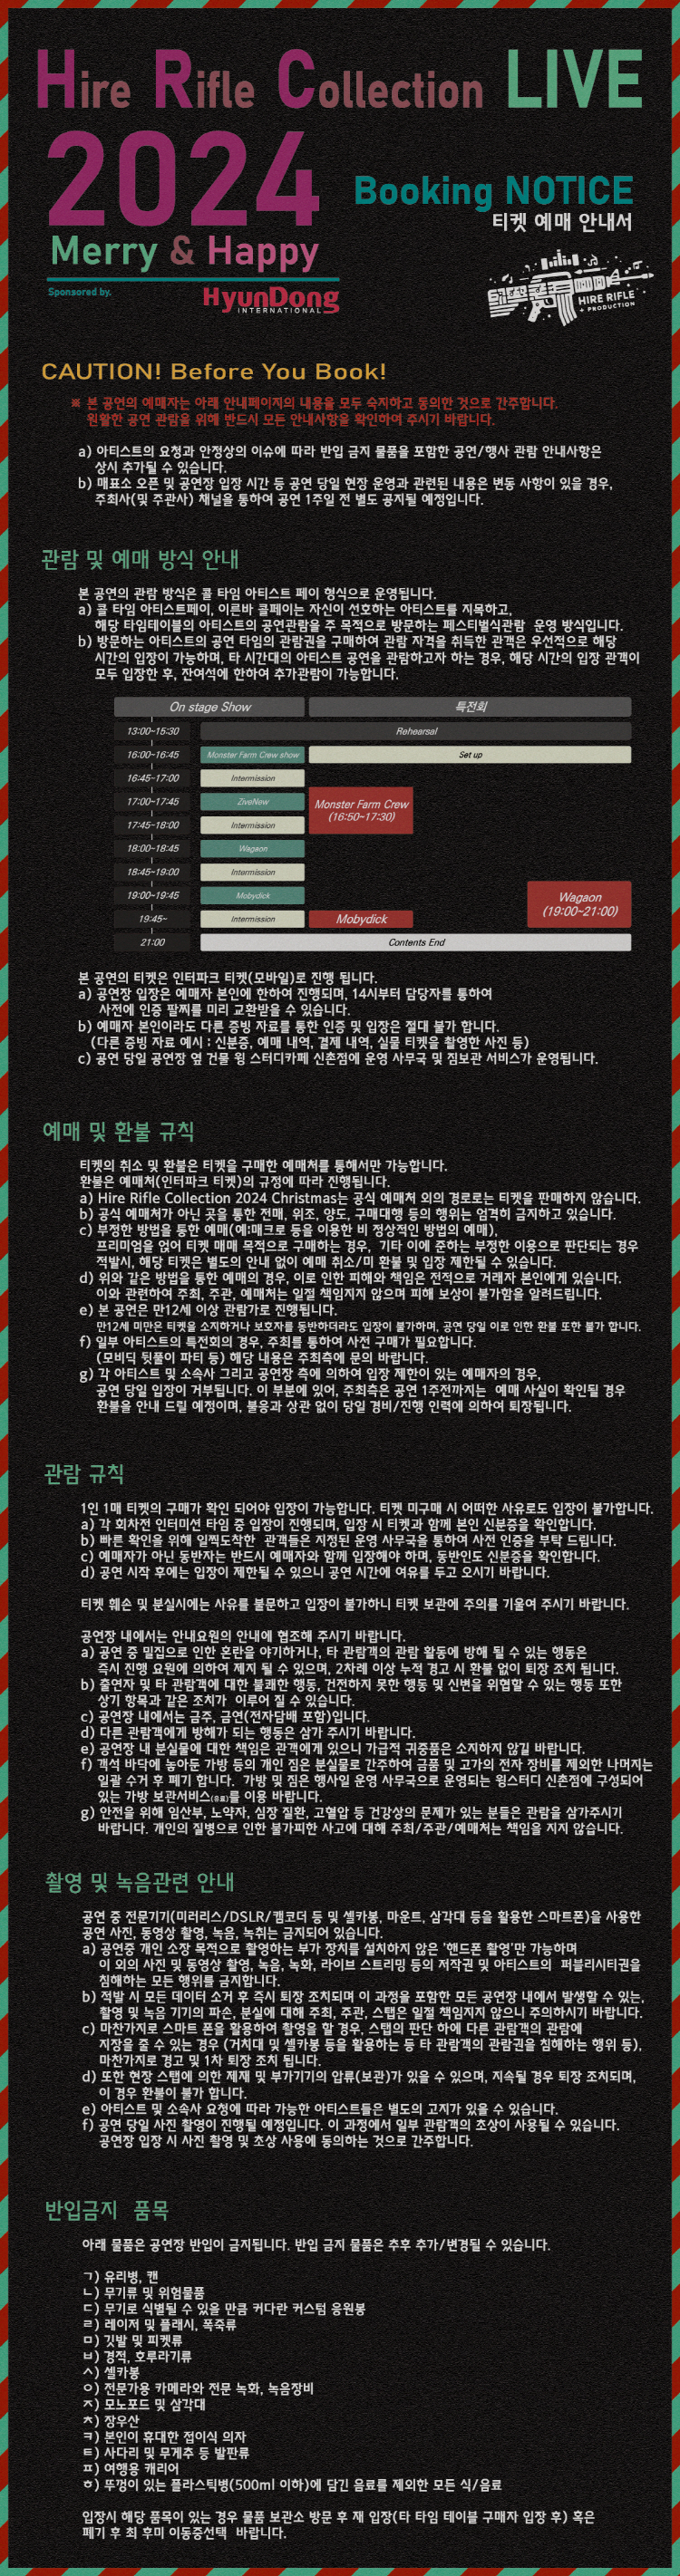 Hire Rifle Collection LIVE
2024
Booking NOTICE
티켓 예매 안내서
Merry & Happy
Sponsored by,
HyunDong
INTERNATIONAL
HIRE RIFLE
+ PRODUCTION
CAUTION! Before You Book!
※ 본 공연의 예매자는 아래 안내페이지의 내용을 모두 숙지하고 동의한 것으로 간주합니다.
원활한 공연 관람을 위해 반드시 모든 안내사항을 확인하여 주시기 바랍니다.
a) 아티스트의 요청과 안정상의 이슈에 따라 반입 금지 물품을 포함한 공연/행사 관람 안내사항은
상시 추가될 수 있습니다.
b) 매표소 오픈 및 공연장 입장 시간 등 공연 당일 현장 운영과 관련된 내용은 변동 사항이 있을 경우,
주최사(및 주관사) 채널을 통하여 공연 1주일 전 별도 공지될 예정입니다.
관람 및 예매 방식 안내
본 공연의 관람 방식은 콜 타임 아티스트 페이 형식으로 운영됩니다.
a) 콜 타임 아티스트페이, 이른바 콜페이는 자신이 선호하는 아티스트를 지목하고,
해당 타임테이블의 아티스트의 공연관람을 주 목적으로 방문하는 페스티벌식관람 운영 방식입니다.
b) 방문하는 아티스트의 공연 타임의 관람권을 구매하여 관람 자격을 취득한 관객은 우선적으로 해당
시간의 입장이 가능하며, 타 시간대의 아티스트 공연을 관람하고자 하는 경우, 해당 시간의 입장 관객이
모두 입장한 후, 잔여석에 한하여 추가관람이 가능합니다.
On stage Show 특전회
13:00~15:30 Rehearsal
16:00~16:45 Monster Farm Crew show Set up
16:45~17:00 Intermission
17:00~17:45 ZiveNew
Monster Farm Crew
(16:50~17:30)
17:45~18:00 Intermission
18:00~18:45 Wagaon
18:45~19:00 Intermission
19:00~19:45 Mobydick
Wagaon
(19:00~21:00)
19:45~ Intermission Mobydick
21:00 Contents End
본 공연의 티켓은 인터파크 티켓(모바일)로 진행 됩니다.
a) 공연장 입장은 예매자 본인에 한하여 진행되며, 14시부터 담당자를 통하여
사전에 인증 팔찌를 미리 교환받을 수 있습니다.
b) 예매자 본인이라도 다른 증빙 자료를 통한 인증 및 입장은 절대 불가 합니다.
(다른 증빙 자료 예시 : 신분증, 예매 내역, 결제 내역, 실물 티켓을 촬영한 사진 등)
c) 공연 당일 공연장 옆 건물 윙 스터디카페 신촌점에 운영 사무국 및 짐보관 서비스가 운영됩니다.
예매 및 환불 규칙
티켓의 취소 및 환불은 티켓을 구매한 예매처를 통해서만 가능합니다.
환불은 예매처(인터파크 티켓)의 규정에 따라 진행됩니다.
a) Hire Rifle Collection 2024 Christmas는 공식 예매처 외의 경로로는 티켓을 판매하지 않습니다.
b) 공식 예매처가 아닌 곳을 통한 전매, 위조, 양도, 구매대행 등의 행위는 엄격히 금지하고 있습니다.
c) 부정한 방법을 통한 예매(예:매크로 등을 이용한 비 정상적인 방법의 예매),
프리미엄을 얹어 티켓 매매 목적으로 구매하는 경우, 기타 이에 준하는 부정한 이용으로 판단되는 경우
적발시, 해당 티켓은 별도의 안내 없이 예매 취소/미 환불 및 입장 제한될 수 있습니다.
d) 위와 같은 방법을 통한 예매의 경우, 이로 인한 피해와 책임은 전적으로 거래자 본인에게 있습니다.
이와 관련하여 주최, 주관, 예매처는 일절 책임지지 않으며 피해 보상이 불가함을 알려드립니다.
e) 본 공연은 만12세 이상 관람가로 진행됩니다.
만12세 미만은 티켓을 소지하거나 보호자를 동반하더라도 입장이 불가하며, 공연 당일 이로 인한 환불 또한 불가 합니다.
f) 일부 아티스트의 특전회의 경우, 주최를 통하여 사전 구매가 필요합니다.
(모비딕 뒷풀이 파티 등) 해당 내용은 주최측에 문의 바랍니다.
g) 각 아티스트 및 소속사 그리고 공연장 측에 의하여 입장 제한이 있는 예매자의 경우,
공연 당일 입장이 거부됩니다. 이 부분에 있어, 주최측은 공연 1주전까지는 예매 사실이 확인될 경우
환불을 안내 드릴 예정이며, 불응과 상관 없이 당일 경비/진행 인력에 의하여 퇴장됩니다.
관람 규칙
1인 1매 티켓의 구매가 확인 되어야 입장이 가능합니다. 티켓 미구매 시 어떠한 사유로도 입장이 불가합니다.
a) 각 회차전 인터미션 타임 중 입장이 진행되며, 입장 시 티켓과 함께 본인 신분증을 확인합니다.
b) 빠른 확인을 위해 일찍도착한 관객들은 지정된 운영 사무국을 통하여 사전 인증을 부탁 드립니다.
c) 예매자가 아닌 동반자는 반드시 예매자와 함께 입장해야 하며, 동반인도 신분증을 확인합니다.
d) 공연 시작 후에는 입장이 제한될 수 있으니 공연 시간에 여유를 두고 오시기 바랍니다.
티켓 훼손 및 분실시에는 사유를 불문하고 입장이 불가하니 티켓 보관에 주의를 기울여 주시기 바랍니다.
공연장 내에서는 안내요원의 안내에 협조해 주시기 바랍니다.
a) 공연 중 밀집으로 인한 혼란을 야기하거나, 타 관람객의 관람 활동에 방해 될 수 있는 행동은
즉시 진행 요원에 의하여 제지 될 수 있으며, 2차례 이상 누적 경고 시 환불 없이 퇴장 조치 됩니다.
b) 출연자 및 타 관람객에 대한 불쾌한 행동, 건전하지 못한 행동 및 신변을 위협할 수 있는 행동 또한
상기 항목과 같은 조치가 이루어 질 수 있습니다.
c) 공연장 내에서는 금주, 금연(전자담배 포함)입니다.
d) 다른 관람객에게 방해가 되는 행동은 삼가 주시기 바랍니다.
e) 공연장 내 분실물에 대한 책임은 관객에게 있으니 가급적 귀중품은 소지하지 않길 바랍니다.
f) 객석 바닥에 놓아둔 가방 등의 개인 짐은 분실물로 간주하여 금품 및 고가의 전자 장비를 제외한 나머지는
일괄 수거 후 폐기 합니다. 가방 및 짐은 행사일 운영 사무국으로 운영되는 윙스터디 신촌점에 구성되어
있는 가방 보관서비스(유료)를 이용 바랍니다.
g) 안전을 위해 임산부, 노약자, 심장 질환, 고혈압 등 건강상의 문제가 있는 분들은 관람을 삼가주시기
바랍니다. 개인의 질병으로 인한 불가피한 사고에 대해 주최/주관/예매처는 책임을 지지 않습니다.
촬영 및 녹음관련 안내
공연 중 전문기기(미러리스/DSLR/캠코더 등 및 셀카봉, 마운트, 삼각대 등을 활용한 스마트폰)을 사용한
공연 사진, 동영상 촬영, 녹음, 녹취는 금지되어 있습니다.
a) 공연중 개인 소장 목적으로 촬영하는 부가 장치를 설치하지 않은 '핸드폰 촬영'만 가능하며
이 외의 사진 및 동영상 촬영, 녹음, 녹화, 라이브 스트리밍 등의 저작권 및 아티스트의 퍼블리시티권을
침해하는 모든 행위를 금지합니다.
b) 적발 시 모든 데이터 소거 후 즉시 퇴장 조치되며 이 과정을 포함한 모든 공연장 내에서 발생할 수 있는,
촬영 및 녹음 기기의 파손, 분실에 대해 주최, 주관, 스탭은 일절 책임지지 않으니 주의하시기 바랍니다.
c) 마찬가지로 스마트 폰을 활용하여 촬영을 할 경우, 스탭의 판단 하에 다른 관람객의 관람에
지장을 줄 수 있는 경우 (거치대 및 셀카봉 등을 활용하는 등 타 관람객의 관람권을 침해하는 행위 등),
마찬가지로 경고 및 1차 퇴장 조치 됩니다.
d) 또한 현장 스탭에 의한 제재 및 부가기기의 압류(보관)가 있을 수 있으며, 지속될 경우 퇴장 조치되며,
이 경우 환불이 불가 합니다.
e) 아티스트 및 소속사 요청에 따라 가능한 아티스트들은 별도의 고지가 있을 수 있습니다.
f) 공연 당일 사진 촬영이 진행될 예정입니다. 이 과정에서 일부 관람객의 초상이 사용될 수 있습니다.
공연장 입장 시 사진 촬영 및 초상 사용에 동의하는 것으로 간주합니다.
반입금지 품목
아래 물품은 공연장 반입이 금지됩니다. 반입 금지 물품은 추후 추가/변경될 수 있습니다.
ㄱ) 유리병, 캔
ㄴ) 무기류 및 위험물품
ㄷ) 무기로 식별될 수 있을 만큼 커다란 커스텀 응원봉
ㄹ) 레이저 및 플래시, 폭죽류
ㅁ) 깃발 및 피켓류
ㅂ) 경적, 호루라기류
ㅅ) 셀카봉
ㅇ) 전문가용 카메라와 전문 녹화, 녹음장비
ㅈ) 모노포드 및 삼각대
ㅊ) 장우산
ㅋ) 본인이 휴대한 접이식 의자
ㅌ) 사다리 및 무게추 등 발판류
ㅍ) 여행용 캐리어
ㅎ) 뚜껑이 있는 플라스틱병(500ml 이하)에 담긴 음료를 제외한 모든 식/음료
입장시 해당 품목이 있는 경우 물품 보관소 방문 후 재 입장(타 타임 테이블 구매자 입장 후) 혹은
폐기 후 최 후미 이동중선택 바랍니다.